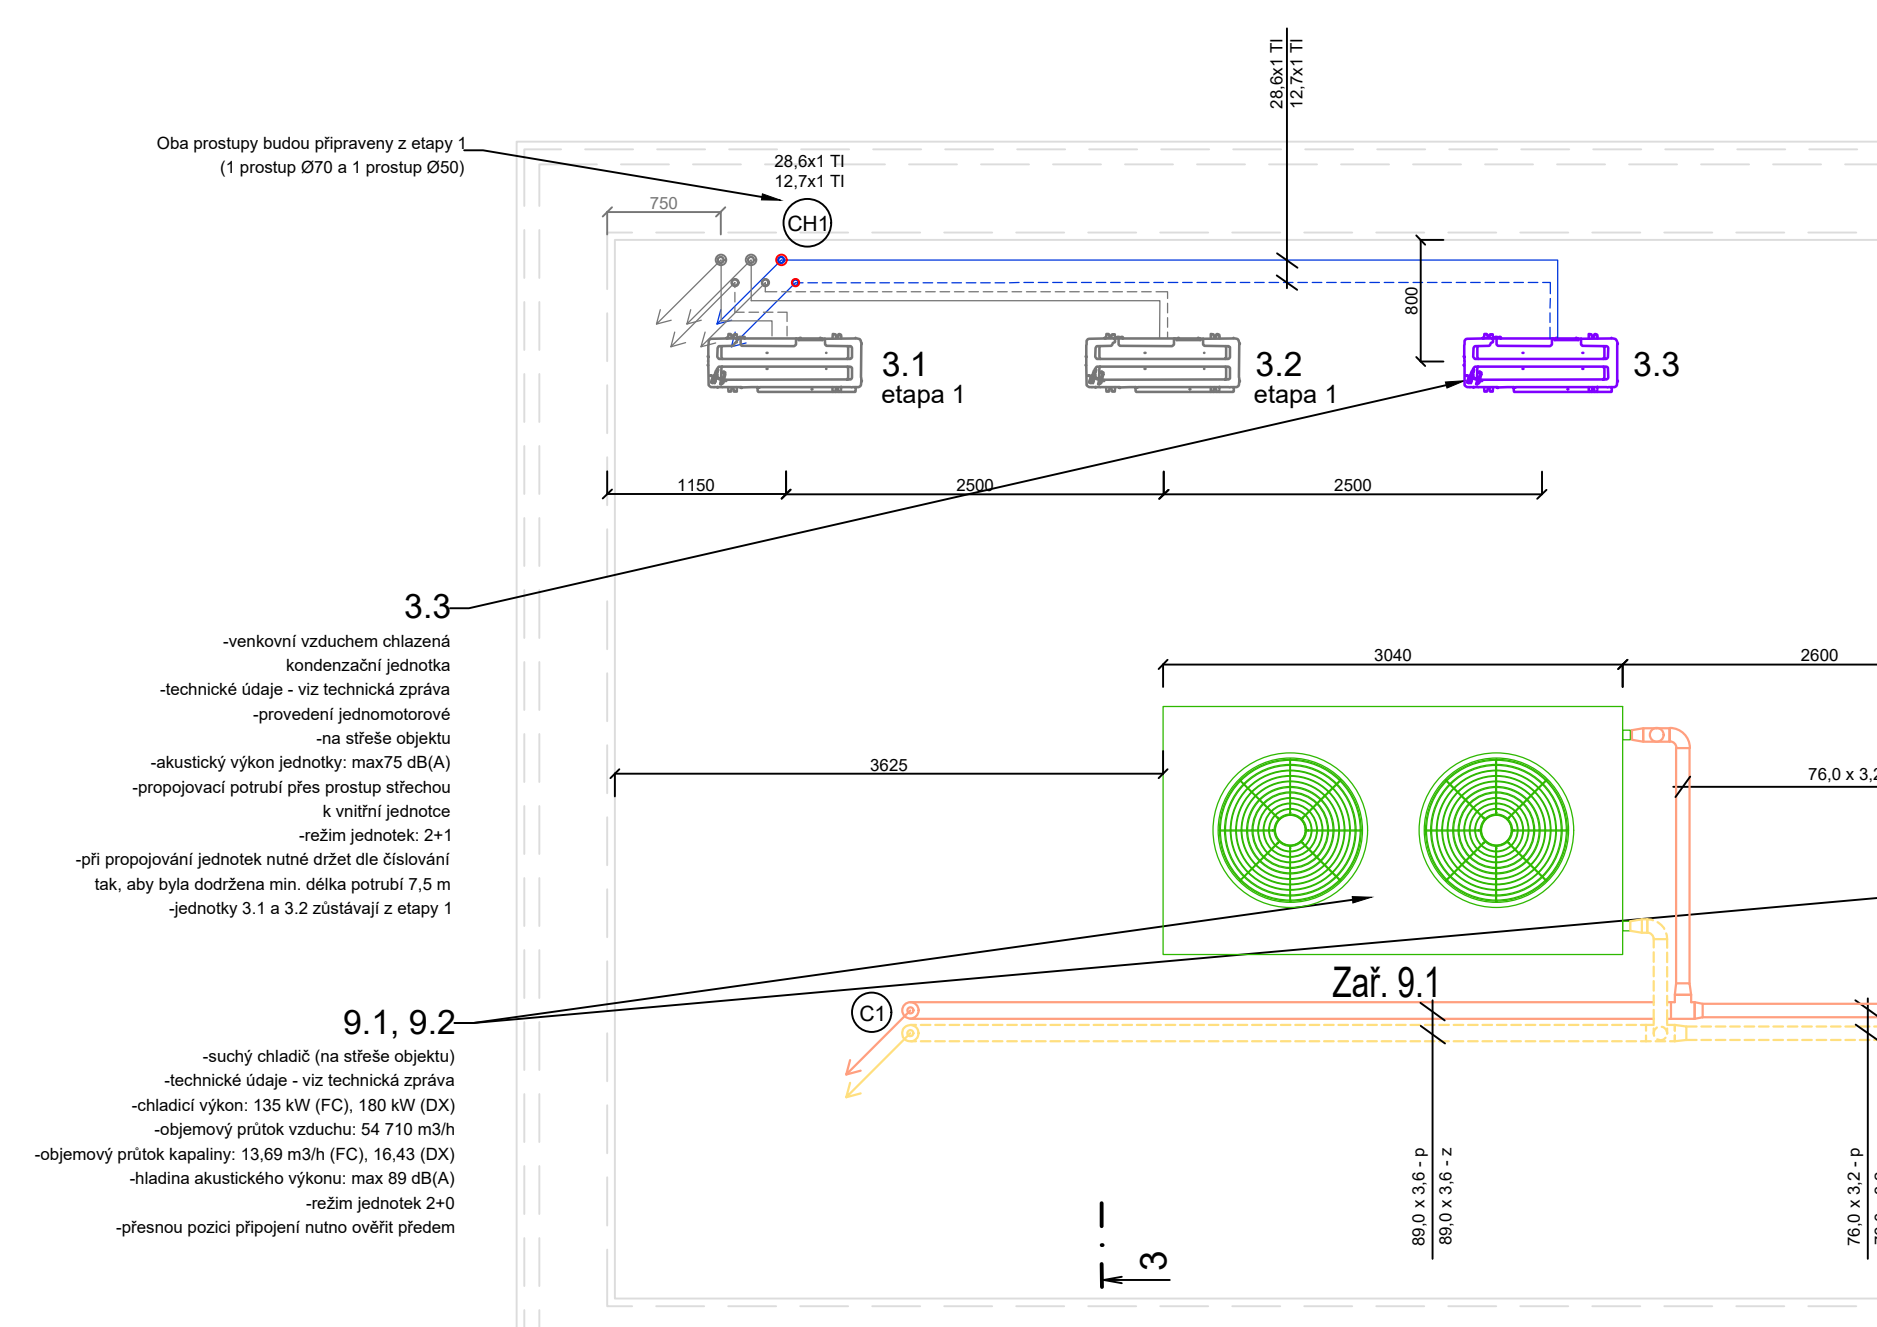 28,6x1 TI
12,7x1 TI
Oba prostupy budou připraveny z etapy 1
(1 prostup Ø70 a 1 prostup Ø50)
28,6x1 TI
12,7x1 TI
750
CH1
800
3.1
etapa 1
3.2
etapa 1
3.3
1150
2500
2500
3.3
-venkovní vzduchem chlazená
kondenzační jednotka
-technické údaje - viz technická zpráva
-provedení jednomotorové
-na střeše objektu
-akustický výkon jednotky: max75 dB(A)
-propojovací potrubí přes prostup střechou
k vnitřní jednotce
-režim jednotek: 2+1
-při propojování jednotek nutné držet dle číslování
tak, aby byla dodržena min. délka potrubí 7,5 m
-jednotky 3.1 a 3.2 zůstávají z etapy 1
3040
2600
3625
76,0 x 3,2
Zař. 9.1
C1
9.1, 9.2
-suchý chladič (na střeše objektu)
-technické údaje - viz technická zpráva
-chladicí výkon: 135 kW (FC), 180 kW (DX)
-objemový průtok vzduchu: 54 710 m3/h
-objemový průtok kapaliny: 13,69 m3/h (FC), 16,43 (DX)
-hladina akustického výkonu: max 89 dB(A)
-režim jednotek 2+0
-přesnou pozici připojení nutno ověřit předem
89,0 x 3,6 - p
89,0 x 3,6 - z
76,0 x 3,2 - p
3